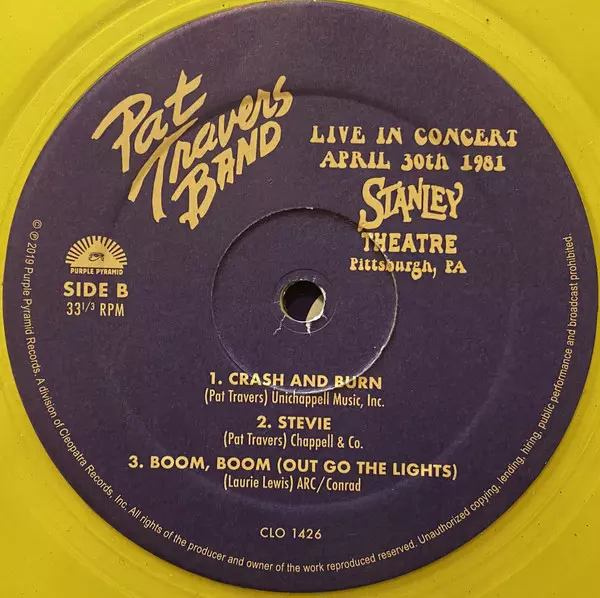 Pat
Travers
BAND
LIVE IN CONCERT
APRIL 30th 1981
STANLEY
THEATRE
Pittsburgh, PA
PURPLE PYRAMID
SIDE B
33 1/3 RPM
1. CRASH AND BURN
(Pat Travers) Unichappell Music, Inc.
2. STEVIE
(Pat Travers) Chappell & Co.
3. BOOM, BOOM (OUT GO THE LIGHTS)
(Laurie Lewis) ARC/Conrad
CLO 1426
© ℗ 2019 Purple Pyramid Records. A division of Cleopatra Records, Inc. All rights of the producer and owner of the work reproduced reserved. Unauthorized copying, lending, hiring, public performance and broadcast prohibited.